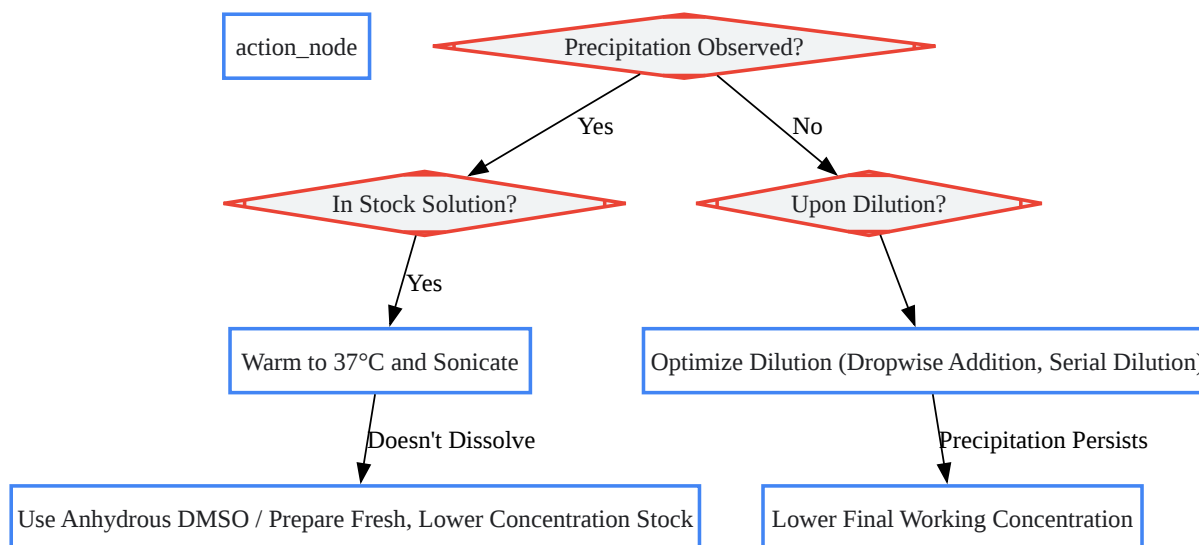 action_node
Precipitation Observed?
Yes
No
In Stock Solution?
Upon Dilution?
Yes
Warm to 37°C and Sonicate
Optimize Dilution (Dropwise Addition, Serial Dilution)
Doesn't Dissolve
Precipitation Persists
Use Anhydrous DMSO / Prepare Fresh, Lower Concentration Stock
Lower Final Working Concentration